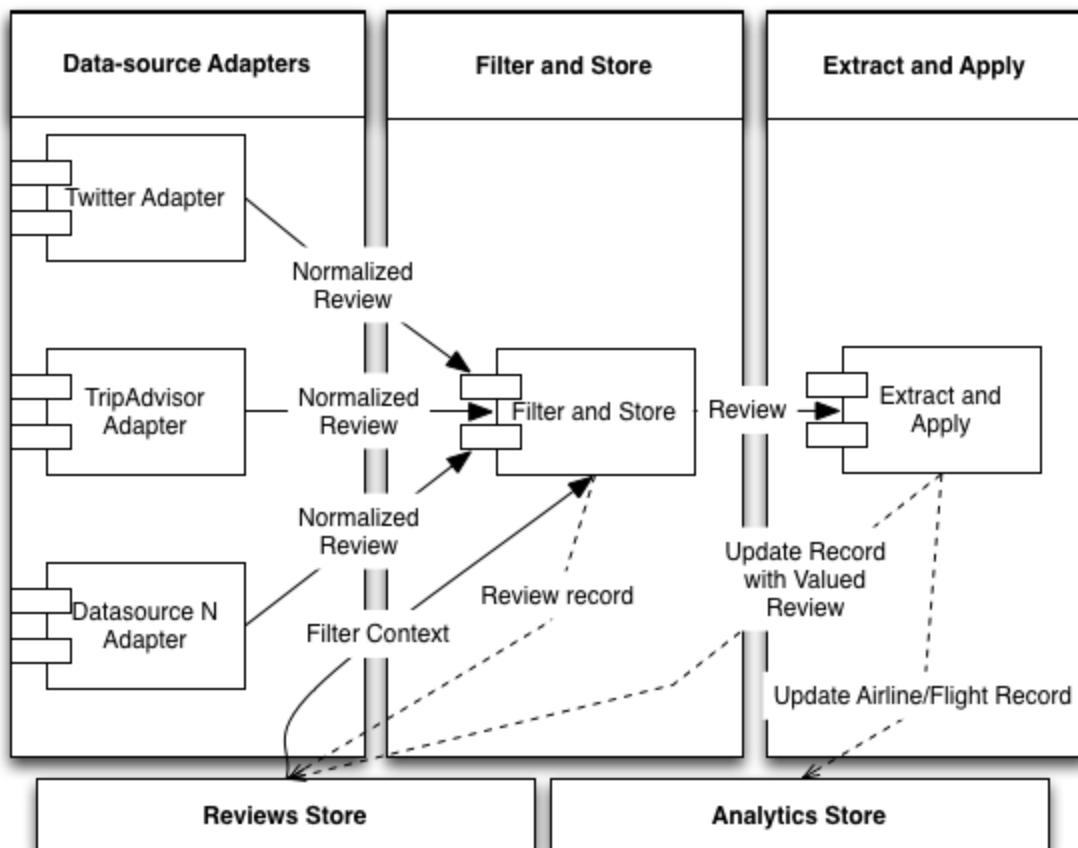 Data-source Adapters
Filter and Store
Extract and Apply
Twitter Adapter
Normalized
Review
TripAdvisor
Adapter
Normalized
Review
Filter and Store
Review
Extract and
Apply
Normalized
Review
Datasource N
Adapter
Filter Context
Review record
Update Record
with Valued
Review
Update Airline/Flight Record
Reviews Store
Analytics Store